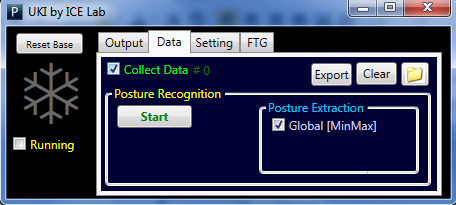 P UKI by ICE Lab
Reset Base
Output Data Setting FTG
Collect Data # 0
Export Clear
Posture Recognition
Start
Posture Extraction
Global [MinMax]
Running